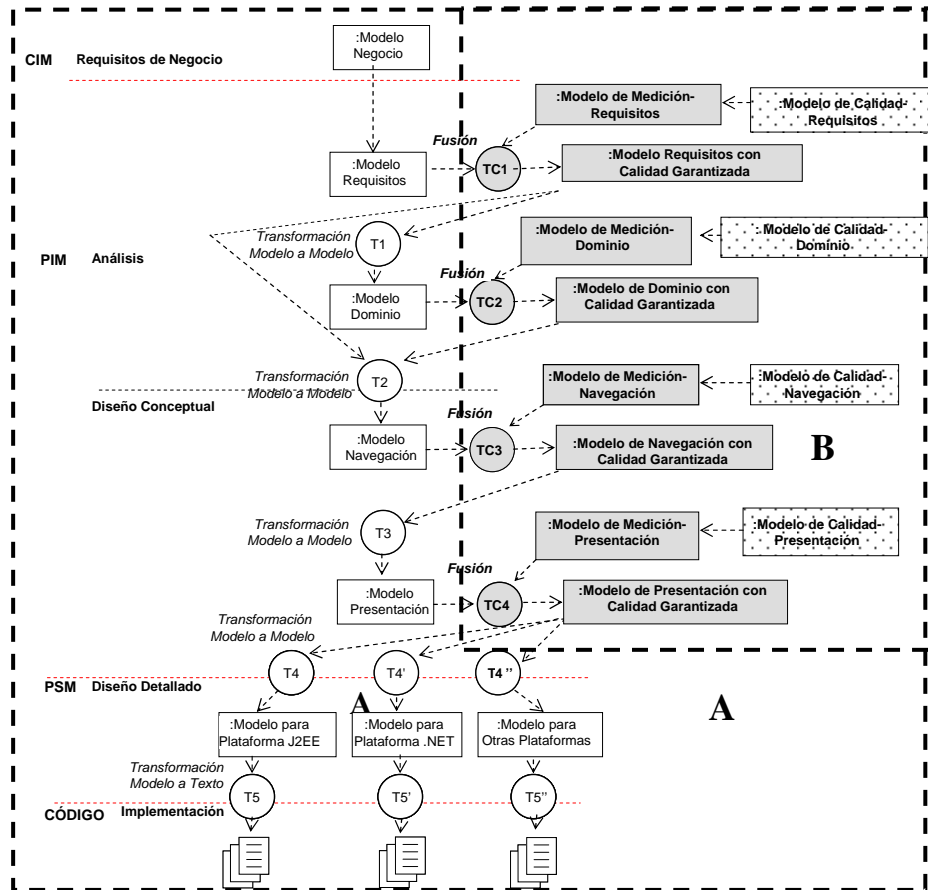 :Modelo
Negocio
CIM Requisitos de Negocio
:Modelo de Medición-
Requisitos
:Modelo de Calidad-
Requisitos
Fusión
:Modelo
Requisitos
TC1
:Modelo Requisitos con
Calidad Garantizada
Transformación
Modelo a Modelo
T1
:Modelo de Medición-
Dominio
:Modelo de Calidad-
Dominio
PIM Análisis
Fusión
:Modelo
Dominio
TC2
:Modelo de Dominio con
Calidad Garantizada
Transformación
Modelo a Modelo
T2
:Modelo de Medición-
Navegación
:Modelo de Calidad-
Navegación
Diseño Conceptual
Fusión
:Modelo
Navegación
TC3
:Modelo de Navegación con
Calidad Garantizada
B
Transformación
Modelo a Modelo
T3
:Modelo de Medición-
Presentación
:Modelo de Calidad-
Presentación
Fusión
:Modelo
Presentación
TC4
:Modelo de Presentación con
Calidad Garantizada
Transformación
Modelo a Modelo
T4
T4'
T4''
PSM Diseño Detallado
A
A
:Modelo para
Plataforma J2EE
:Modelo para
Plataforma .NET
:Modelo para
Otras Plataformas
Transformación
Modelo a Texto
T5
T5'
T5''
CÓDIGO Implementación